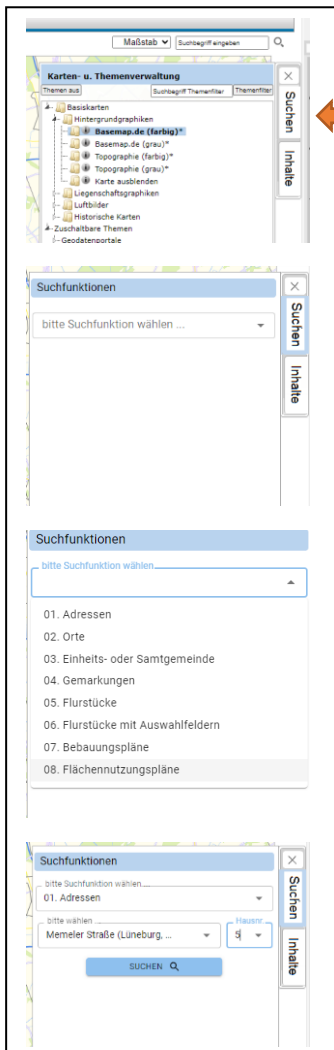 Maßstab Suchbegriff eingeben
Karten- u. Themenverwaltung
Themen aus Suchbegriff Themenfilter Themenfilter
Basiskarten
Hintergrundgraphiken
Basemap.de (farbig)*
Basemap.de (grau)*
Topographie (farbig)*
Topographie (grau)*
Karte ausblenden
Liegenschaftsgraphiken
Luftbilder
Historische Karten
Zuschaltbare Themen
Geodatenportale
Suchen
Inhalte
Suchfunktionen
bitte Suchfunktion wählen ...
Suchen
Inhalte
Suchfunktionen
bitte Suchfunktion wählen...
01. Adressen
02. Orte
03. Einheits- oder Samtgemeinde
04. Gemarkungen
05. Flurstücke
06. Flurstücke mit Auswahlfeldern
07. Bebauungspläne
08. Flächennutzungspläne
Suchfunktionen
bitte Suchfunktion wählen...
01. Adressen
bitte wählen ... Hausnr.
Memeler Straße (Lüneburg, ... 5
SUCHEN
Suchen
Inhalte